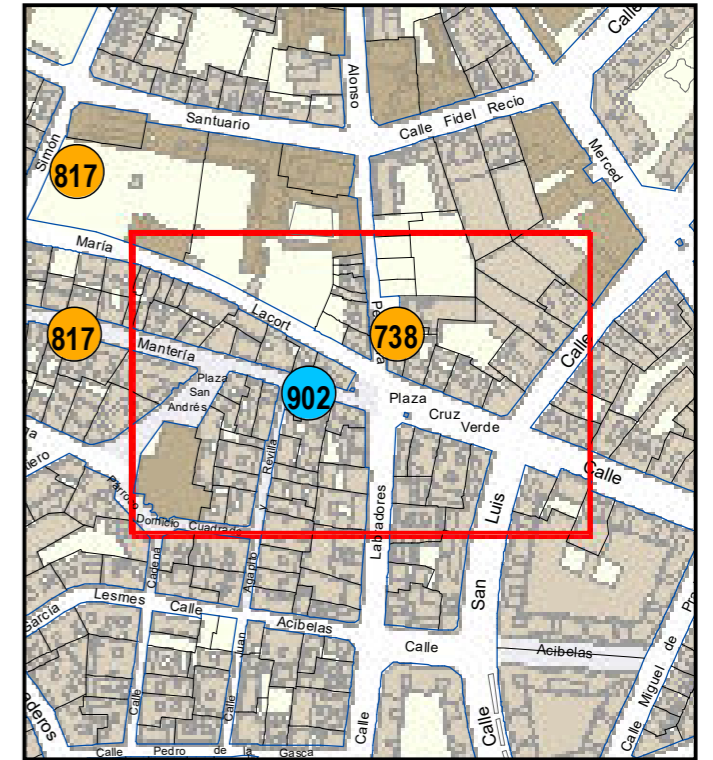 Calle
Alonso
Santuario
Calle Fidel Recio
Merced
Simón
817
María
Lacort
738
817
Mantería
Calle
Plaza
San
Andrés
902
Plaza
Cruz
Verde
Revilla
y
Calle
Luis
Labradores
Domicio Cuadrado
Cadena
Agapito
San
García
Lesmes
Calle
Acibelas
Juan
Calle
Acibelas
Calle Miguel de
Calle
Calle
Calle
Calle
Calle Pedro de la Gasca